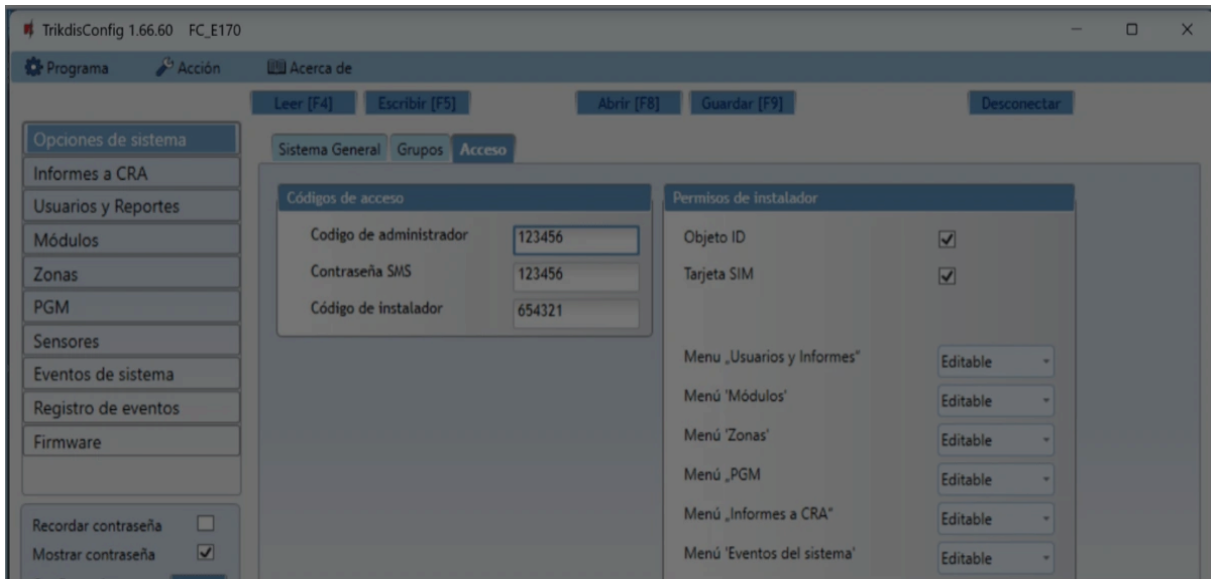 TrikdisConfig 1.66.60 FC_E170
Programa Acción Acerca de
Leer [F4] Escribir [F5] Abrir [F8] Guardar [F9] Desconectar
Opciones de sistema
Informes a CRA
Usuarios y Reportes
Módulos
Zonas
PGM
Sensores
Eventos de sistema
Registro de eventos
Firmware
Recordar contraseña
Mostrar contraseña
Sistema General Grupos Acceso
Códigos de acceso
Codigo de administrador 123456
Contraseña SMS 123456
Código de instalador 654321
Permisos de instalador
Objeto ID
Tarjeta SIM
Menu „Usuarios y Informes“ Editable
Menú 'Módulos' Editable
Menú 'Zonas' Editable
Menú „PGM Editable
Menú „Informes a CRA“ Editable
Menú 'Eventos del sistema' Editable